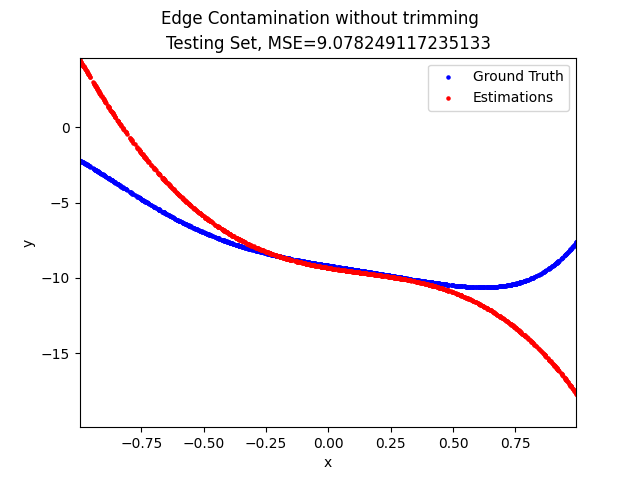 Edge Contamination without trimming
Testing Set, MSE=9.078249117235133
Ground Truth
Estimations
0
−5
−10
−15
y
−0.75 −0.50 −0.25 0.00 0.25 0.50 0.75
x